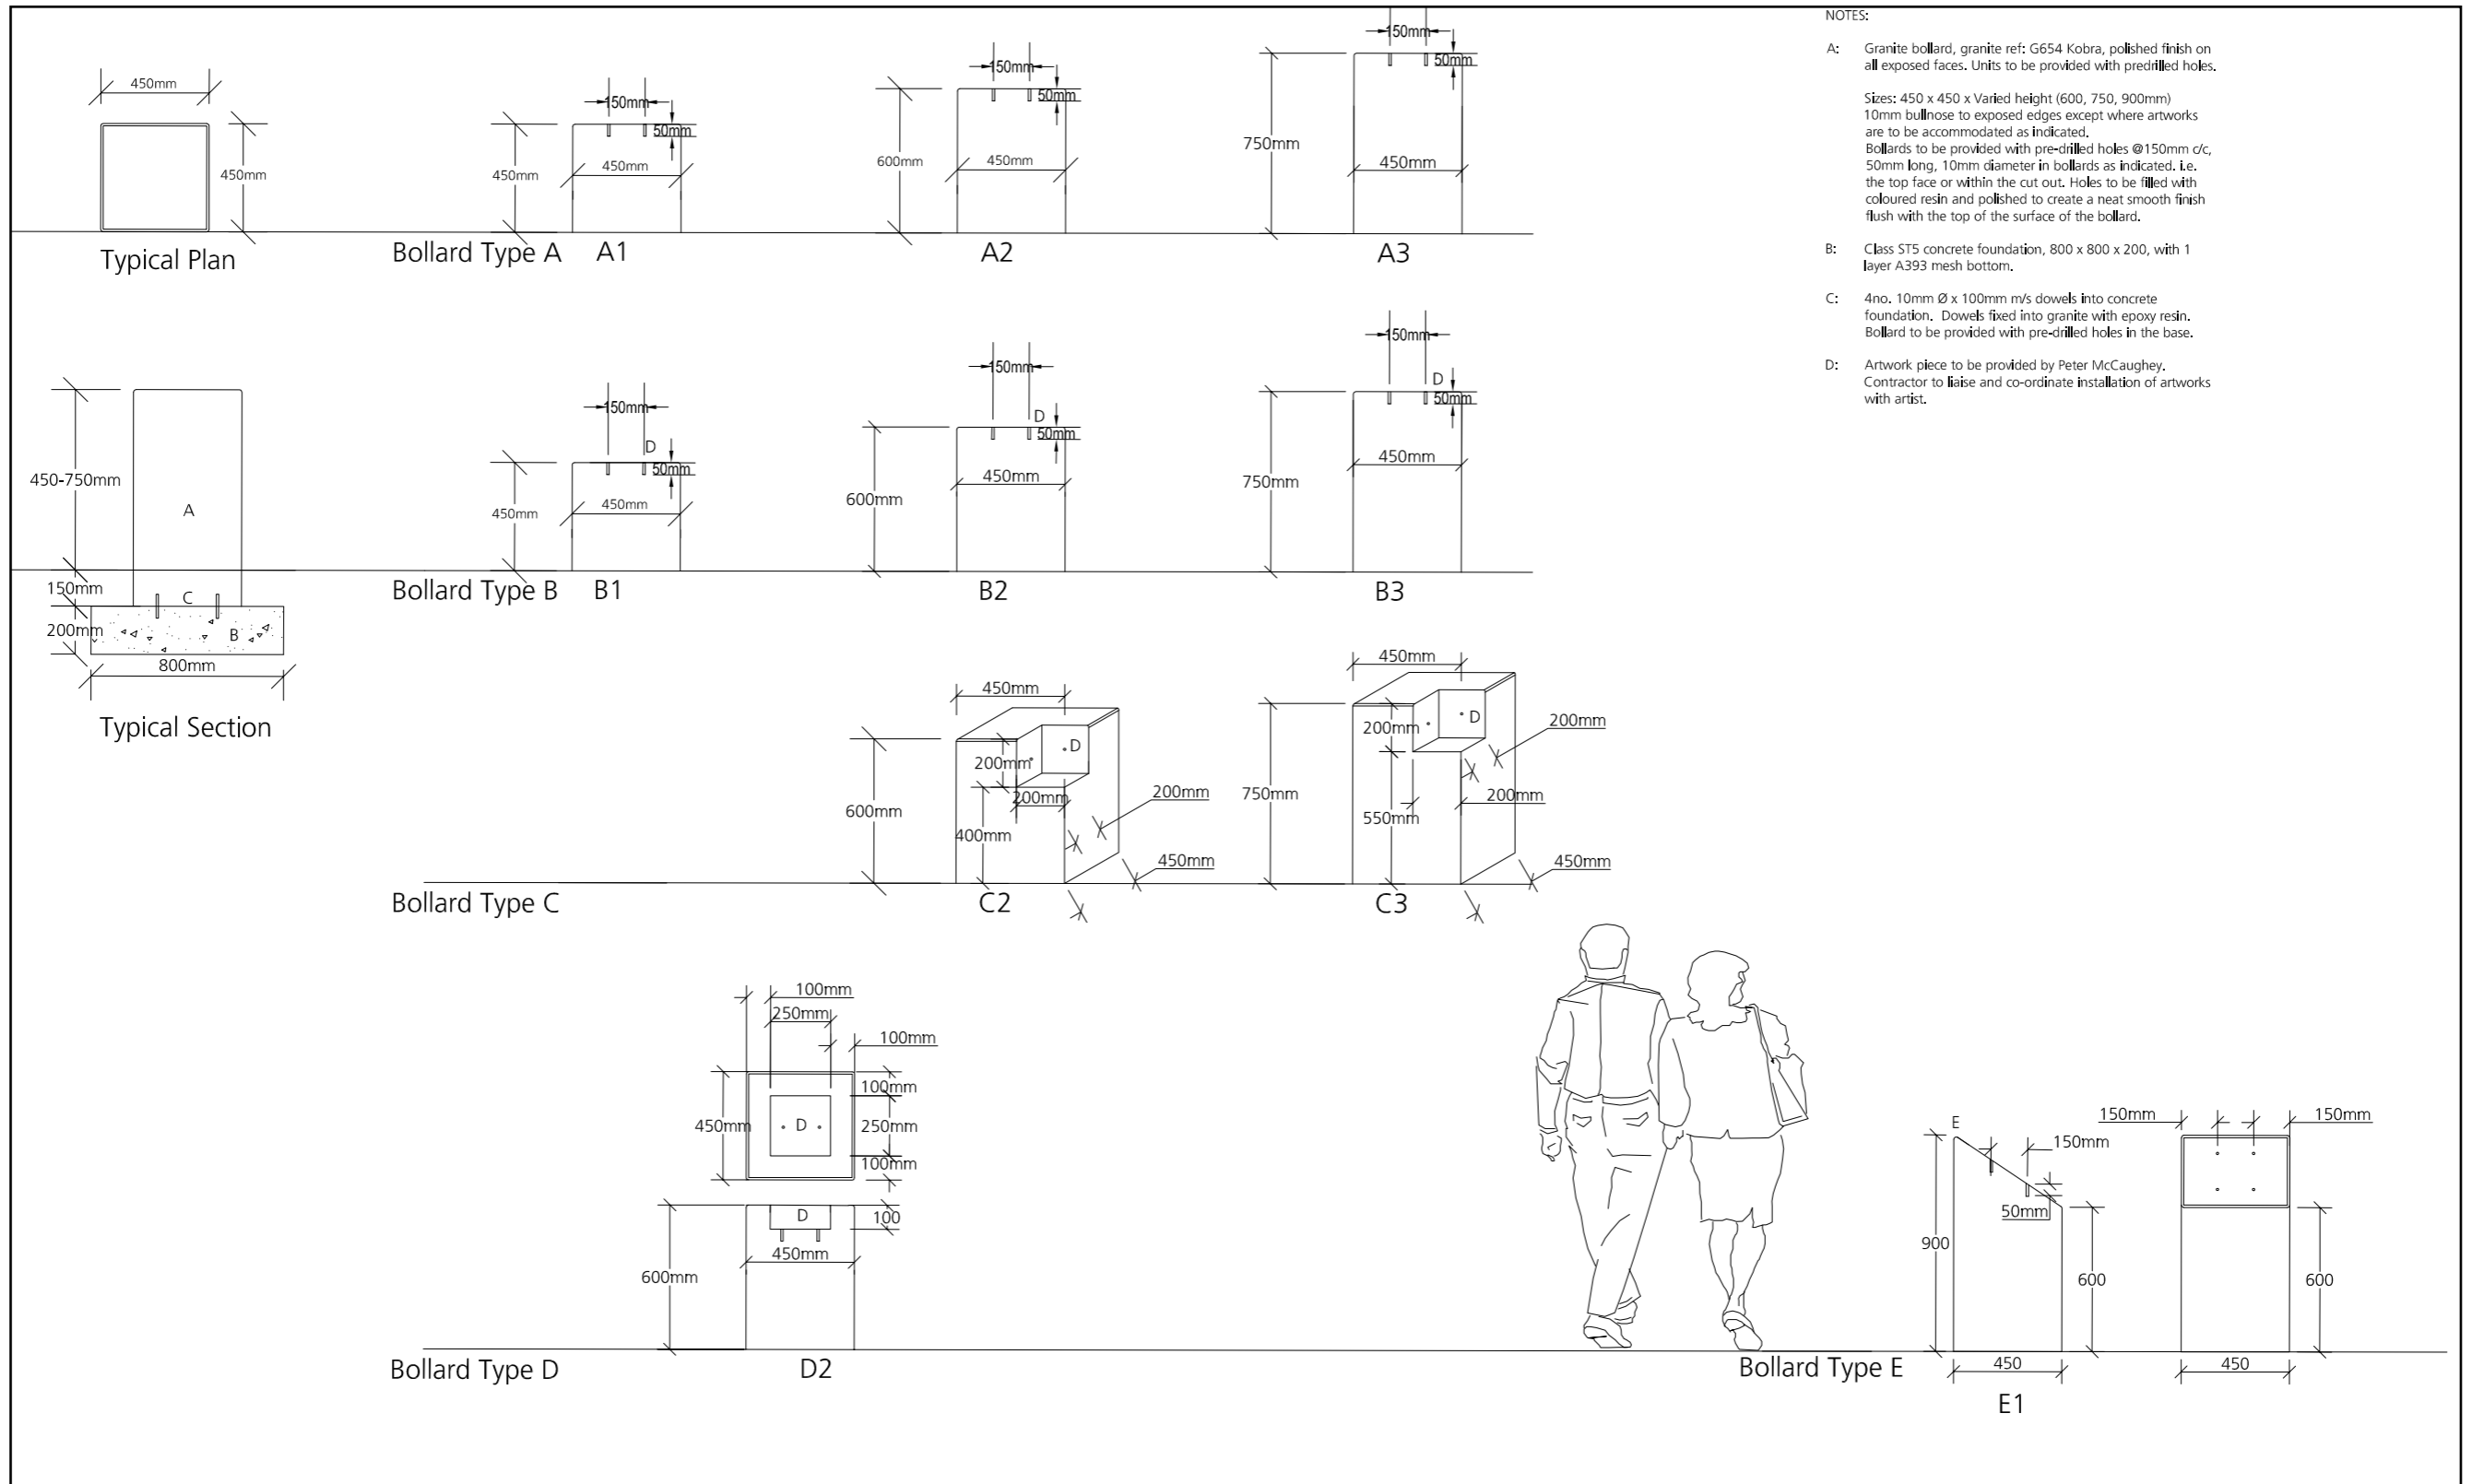 NOTES:
A: Granite bollard, granite ref: G654 Kobra, polished finish on
all exposed faces. Units to be provided with predrilled holes.
Sizes: 450 x 450 x Varied height (600, 750, 900mm)
10mm bullnose to exposed edges except where artworks
are to be accommodated as indicated.
Bollards to be provided with pre-drilled holes @150mm c/c,
50mm long, 10mm diameter in bollards as indicated. i.e.
the top face or within the cut out. Holes to be filled with
coloured resin and polished to create a neat smooth finish
flush with the top of the surface of the bollard.
B: Class ST5 concrete foundation, 800 x 800 x 200, with 1
layer A393 mesh bottom.
C: 4no. 10mm Ø x 100mm m/s dowels into concrete
foundation. Dowels fixed into granite with epoxy resin.
Bollard to be provided with pre-drilled holes in the base.
D: Artwork piece to be provided by Peter McCaughey.
Contractor to liaise and co-ordinate installation of artworks
with artist.
450mm
450mm
Typical Plan
150mm
50mm
450mm
450mm
Bollard Type A
A1
150mm
50mm
600mm
450mm
A2
150mm
50mm
750mm
450mm
A3
450-750mm
A
150mm
C
200mm
B
800mm
Typical Section
150mm
D
50mm
450mm
450mm
Bollard Type B
B1
150mm
D
50mm
450mm
600mm
B2
150mm
D
50mm
450mm
750mm
B3
Bollard Type C
450mm
D
200mm
200mm
200mm
600mm
400mm
450mm
C2
450mm
D
200mm
200mm
750mm
200mm
550mm
450mm
C3
100mm
250mm
100mm
100mm
450mm
D
250mm
100mm
D
100
450mm
600mm
Bollard Type D
D2
E
150mm
50mm
900
600
450
Bollard Type E
E1
150mm
150mm
600
450